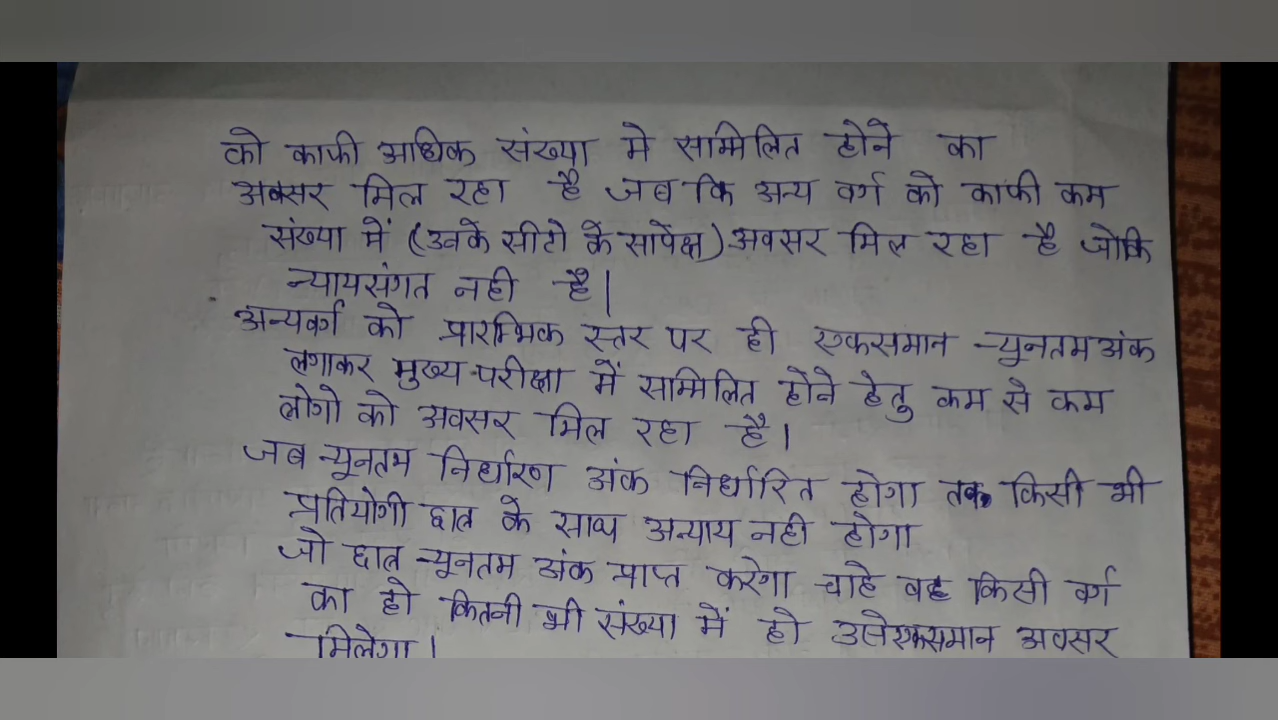 को काफी अधिक संख्या मे सम्मिलित होने का
अवसर मिल रहा है जब कि अन्य वर्ग को काफी कम
संख्या में (उनके सीटो के सापेक्ष) अवसर मिल रहा है जोकि
न्यायसंगत नही है|
अन्यवर्ग को प्रारम्भिक स्तर पर ही एकसमान न्यूनतम अंक
लगाकर मुख्य परीक्षा में सम्मिलित होने हेतु कम से कम
लोगो को अवसर मिल रहा है।
जब न्यूनतम निर्धारण अंक निर्धारित होगा तब किसी भी
प्रतियोगी छात्र के साथ अन्याय नही होगा
जो छात्र न्यूनतम अंक प्राप्त करेगा चाहे वह किसी वर्ग
का हो कितनी भी संख्या में हो उसे एकसमान अवसर
मिलेगा।